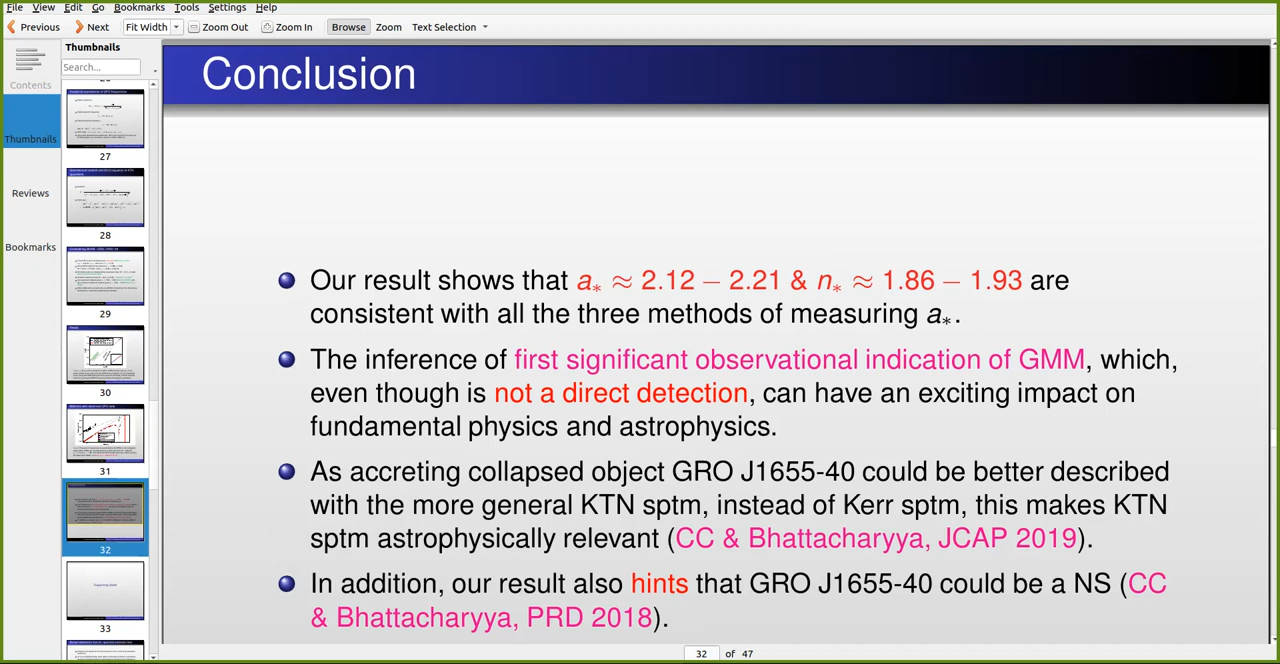 File View Edit Go Bookmarks Tools Settings Help
Previous Next Fit Width Zoom Out Zoom In Browse Zoom Text Selection
Contents
Thumbnails
Reviews
Bookmarks
Thumbnails
Search...
27
28
29
30
31
32
33
Conclusion
Our result shows that a* ≈ 2.12 − 2.21 & n* ≈ 1.86 − 1.93 are
consistent with all the three methods of measuring a*.
The inference of first significant observational indication of GMM, which,
even though is not a direct detection, can have an exciting impact on
fundamental physics and astrophysics.
As accreting collapsed object GRO J1655-40 could be better described
with the more general KTN sptm, instead of Kerr sptm, this makes KTN
sptm astrophysically relevant (CC & Bhattacharyya, JCAP 2019).
In addition, our result also hints that GRO J1655-40 could be a NS (CC
& Bhattacharyya, PRD 2018).
32 of 47